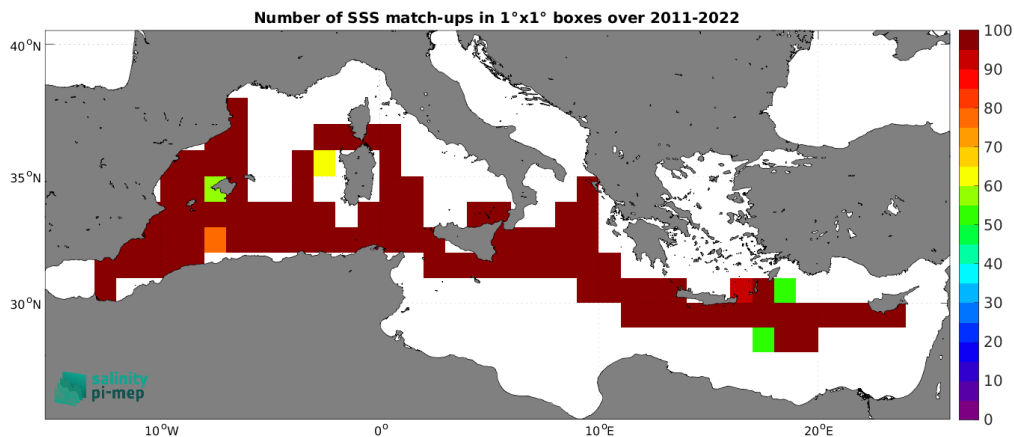 Number of SSS match-ups in 1°x1° boxes over 2011-2022
40°N
35°N
30°N
10°W
0°
10°E
20°E
100
90
80
70
60
50
40
30
20
10
0
salinity
pi-mep